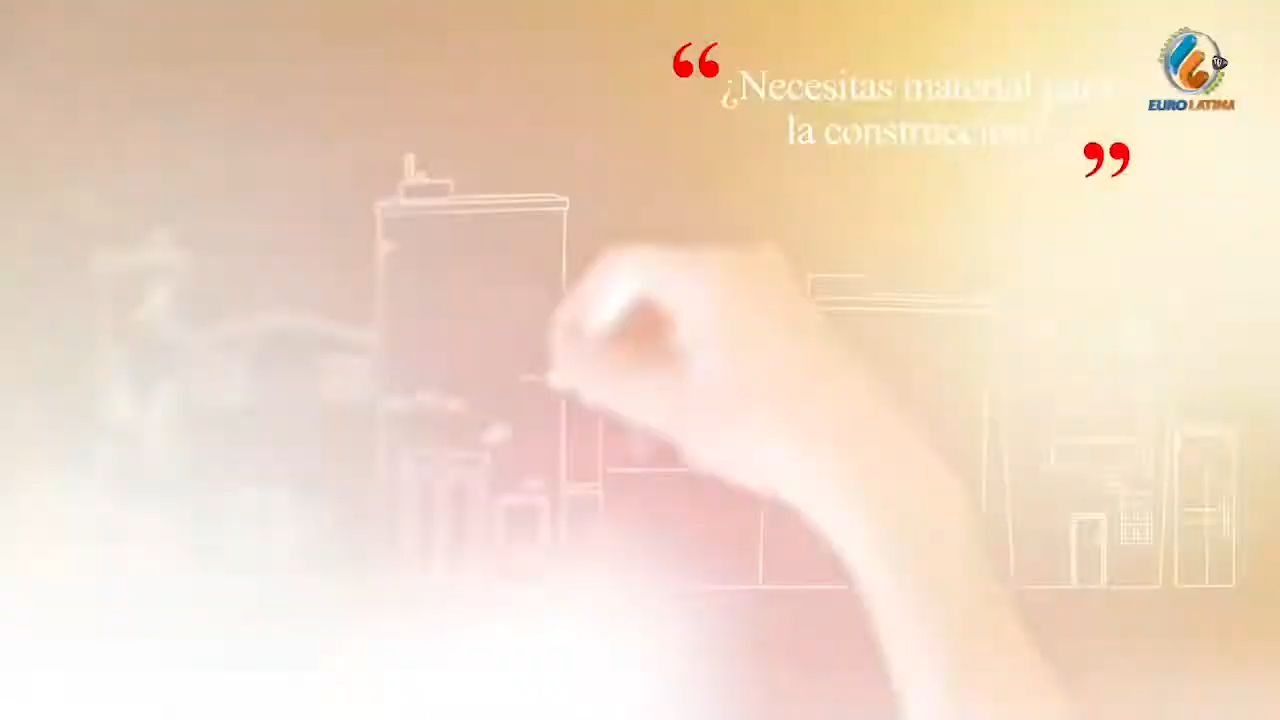 “ ¿Necesitas material para
la construcción? ”
EURO LATINA